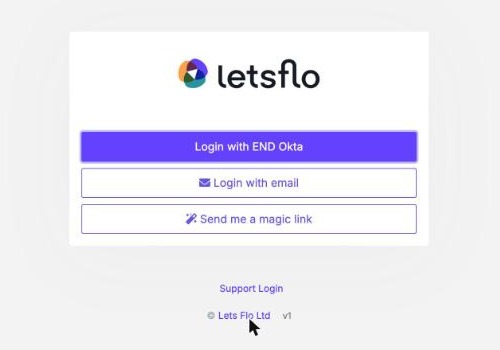 letsflo
Login with END Okta
Login with email
Send me a magic link
Support Login
© Lets Flo Ltd v1